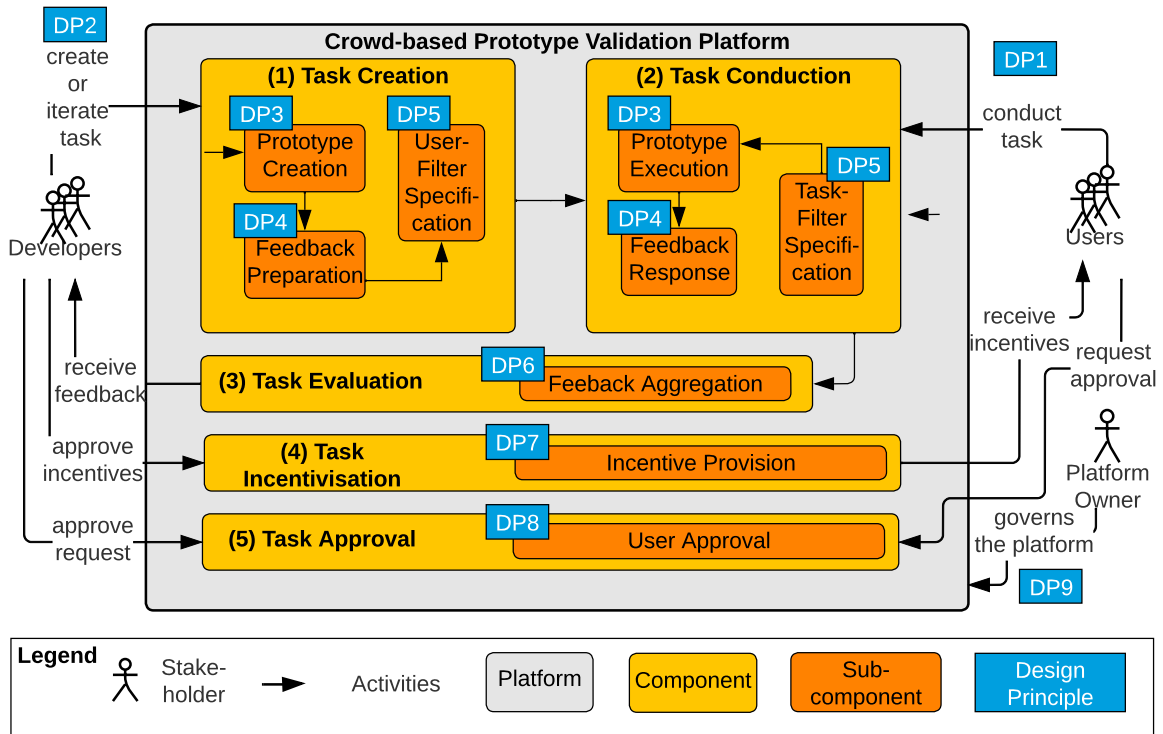 DP2
create
or
iterate
task
Developers
receive
feedback
approve
incentives
approve
request
Crowd-based Prototype Validation Platform
(1) Task Creation
DP3
Prototype
Creation
DP4
Feedback
Preparation
DP5
User-
Filter
Specifi-
cation
(2) Task Conduction
DP3
Prototype
Execution
DP4
Feedback
Response
DP5
Task-
Filter
Specifi-
cation
(3) Task Evaluation
DP6
Feeback Aggregation
(4) Task
Incentivisation
DP7
Incentive Provision
(5) Task Approval
DP8
User Approval
DP1
conduct
task
Users
receive
incentives
request
approval
Platform
Owner
governs
the platform
DP9
Legend
Stake-
holder
Activities
Platform
Component
Sub-
component
Design
Principle